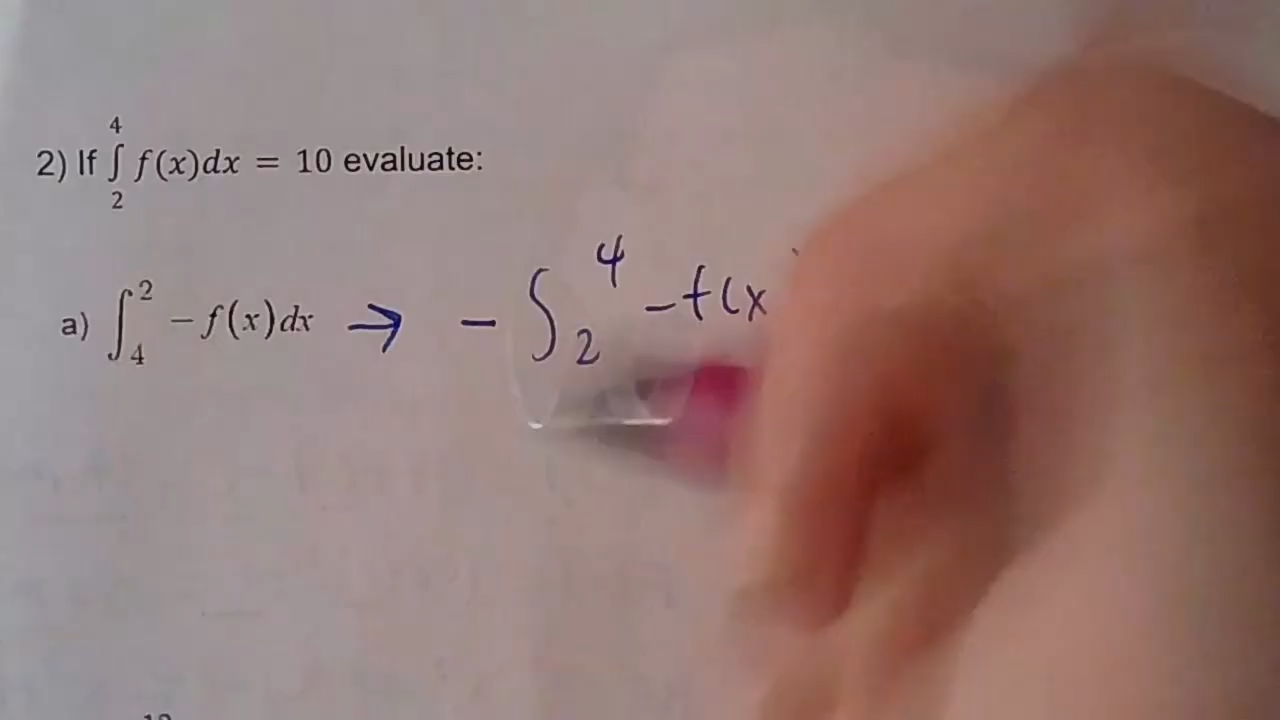 2) If ∫₂⁴ f(x)dx = 10 evaluate:
a) ∫₄² −f(x)dx → −∫₂⁴ −f(x